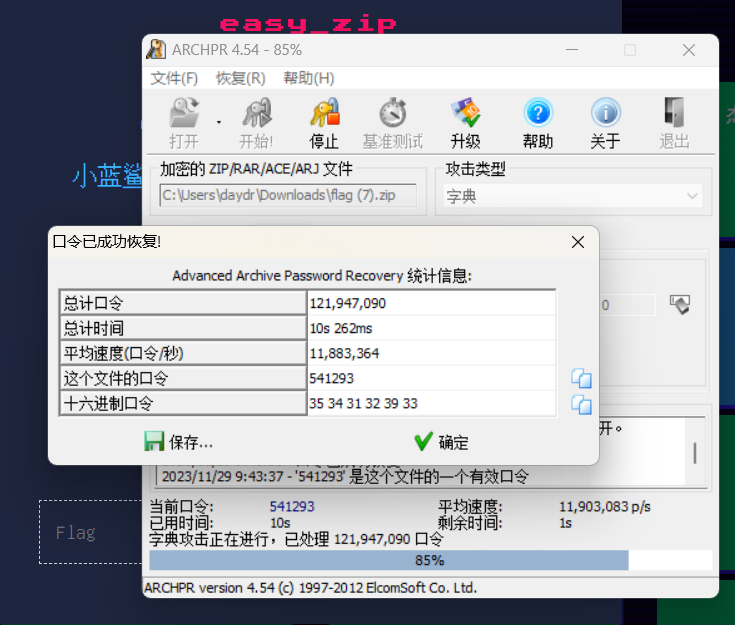 easy_zip
ARCHPR 4.54 - 85%
文件(F) 恢复(R) 帮助(H)
打开 开始! 停止 基准测试 升级 帮助 关于 退出
小蓝鲨
加密的 ZIP/RAR/ACE/ARJ 文件 攻击类型
C:\Users\daydr\Downloads\flag (7).zip 字典
口令已成功恢复!
Advanced Archive Password Recovery 统计信息:
总计口令 121,947,090
总计时间 10s 262ms
平均速度(口令/秒) 11,883,364
这个文件的口令 541293
十六进制口令 35 34 31 32 39 33
0
保存... 确定
开。
2023/11/29 9:43:37 - '541293' 是这个文件的一个有效口令
当前口令: 541293 平均速度: 11,903,083 p/s
已用时间: 10s 剩余时间: 1s
字典攻击正在进行，已处理 121,947,090 口令
Flag
85%
ARCHPR version 4.54 (c) 1997-2012 ElcomSoft Co. Ltd.